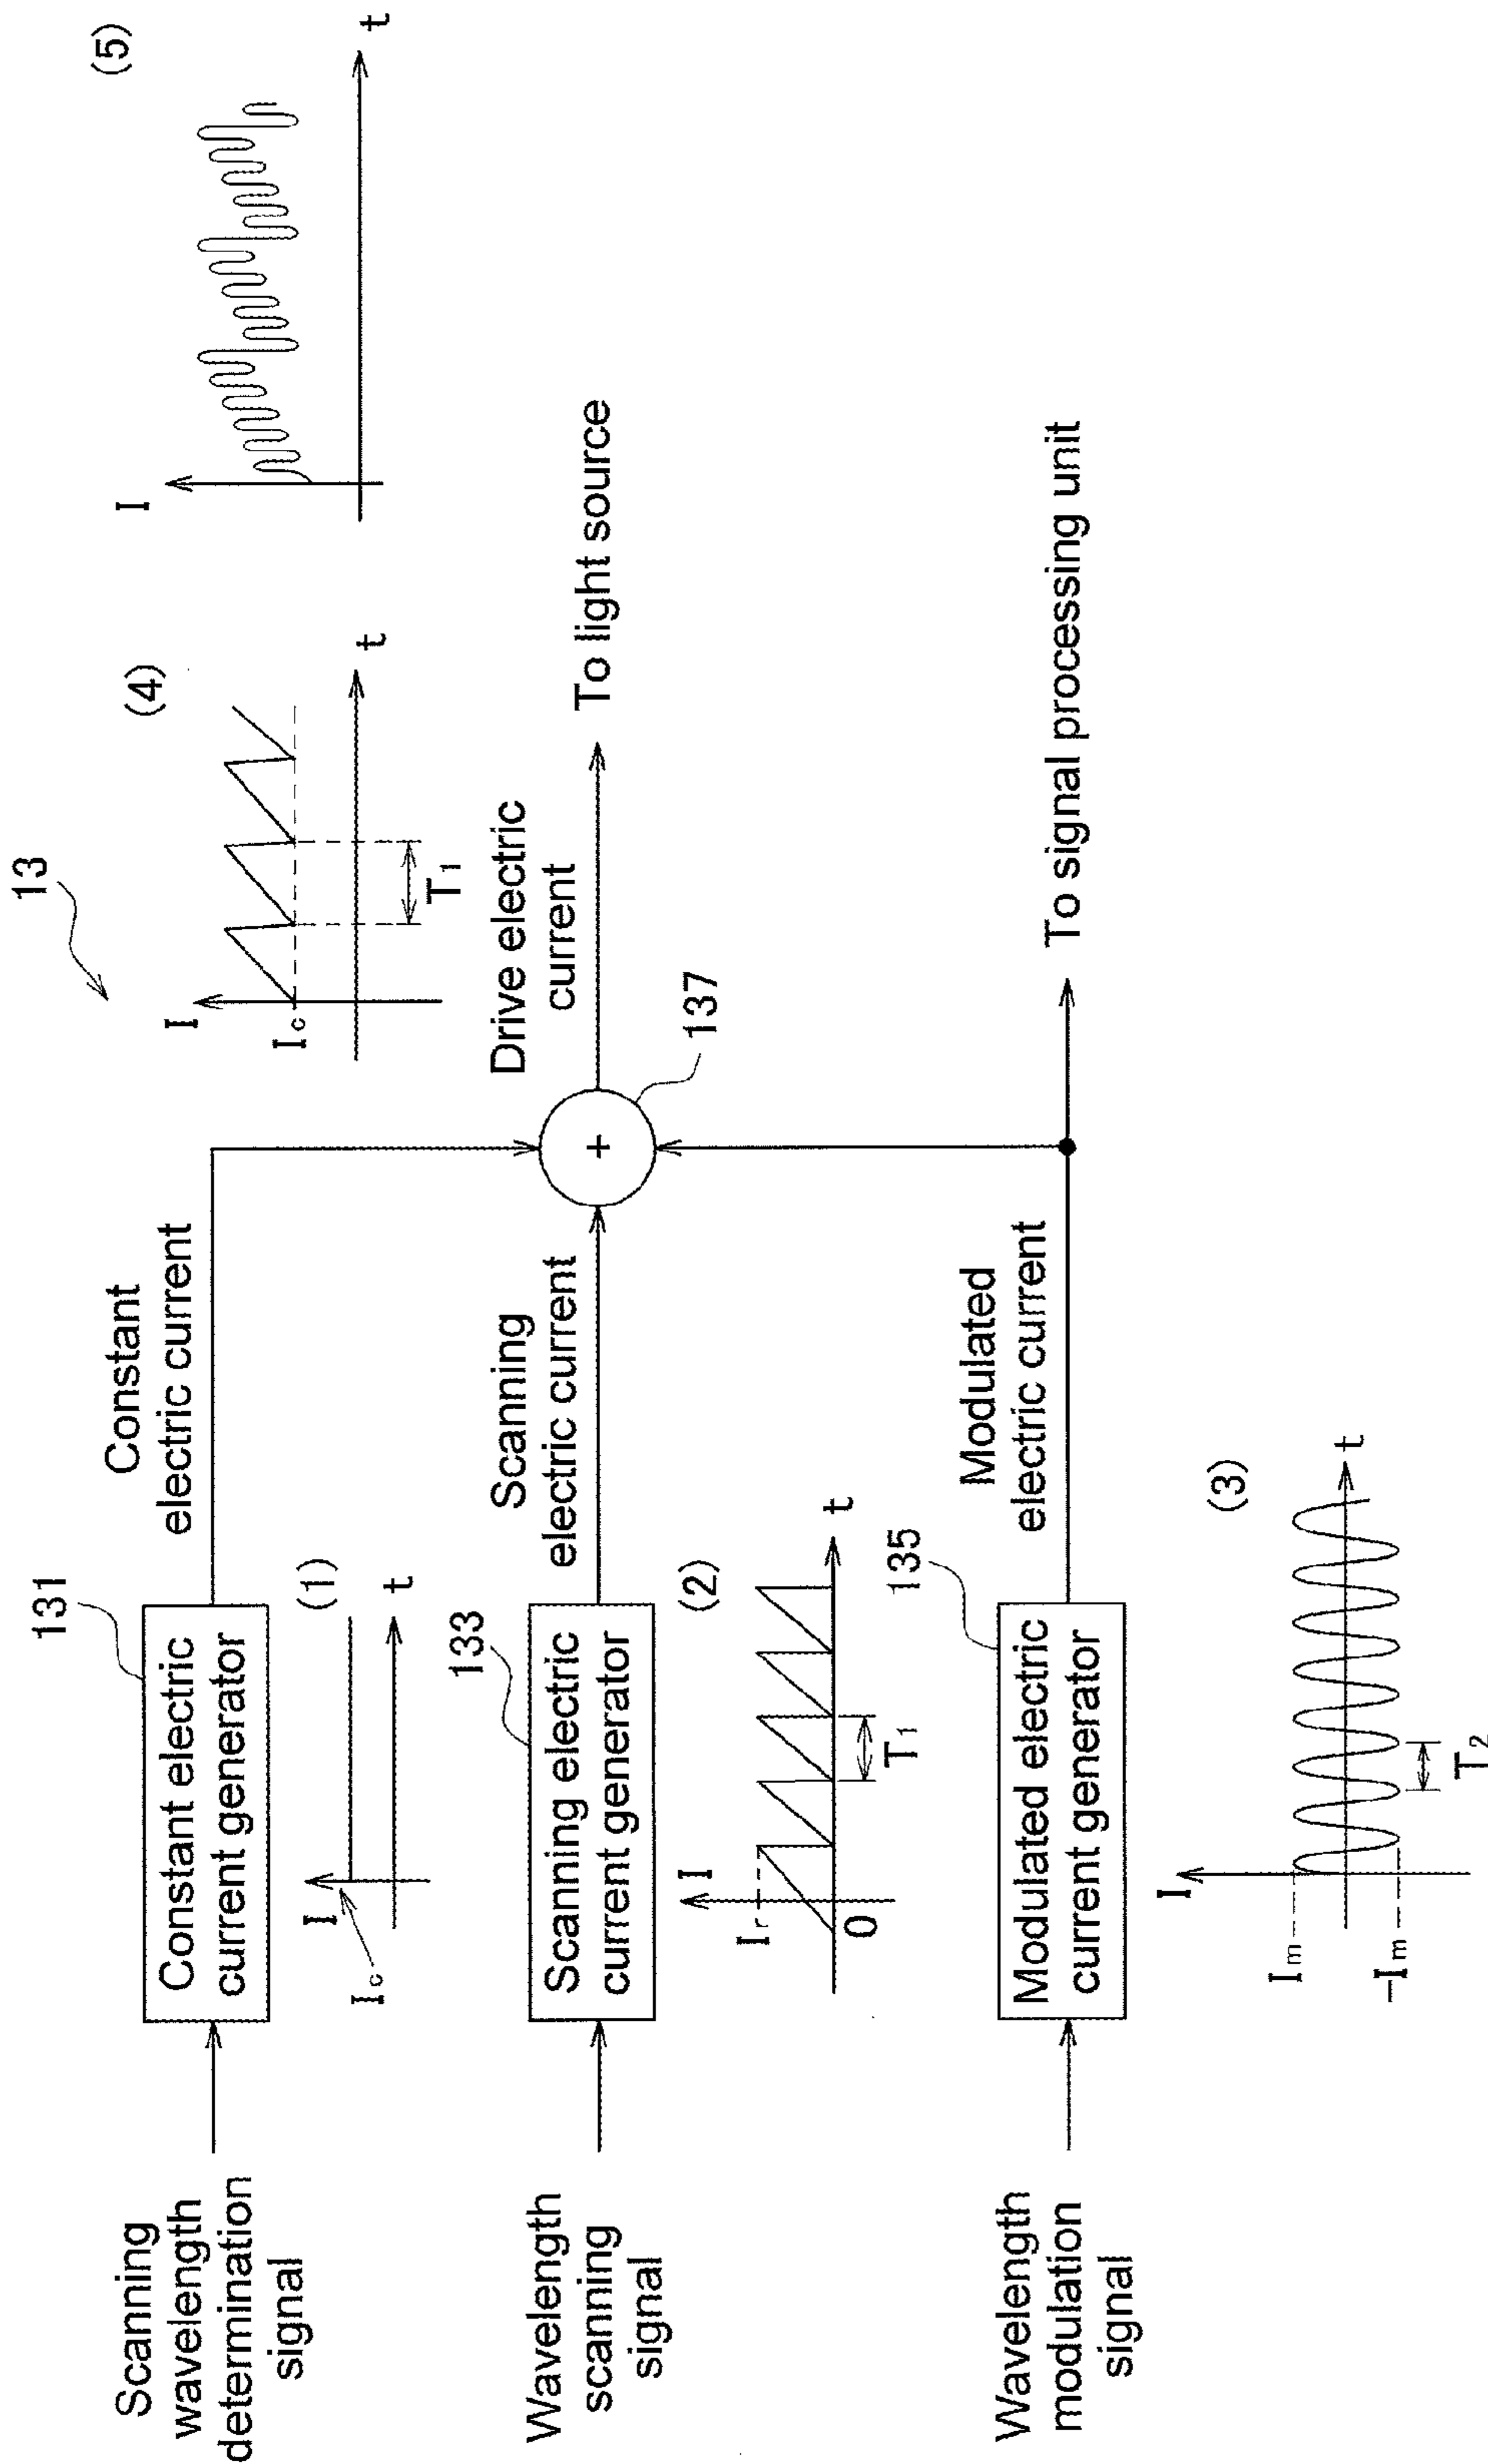 13
(4)
I
Ic
t
T1
(5)
I
t
Scanning
wavelength
determination
signal
131
Constant electric
current generator
Constant
electric current
(1)
I
Ic
t
Wavelength
scanning
signal
133
Scanning electric
current generator
Scanning
electric current
+
137
Drive electric
current
To light source
(2)
I
Ir
0
t
T1
Wavelength
modulation
signal
135
Modulated electric
current generator
Modulated
electric current
To signal processing unit
(3)
I
Im
-Im
t
T2